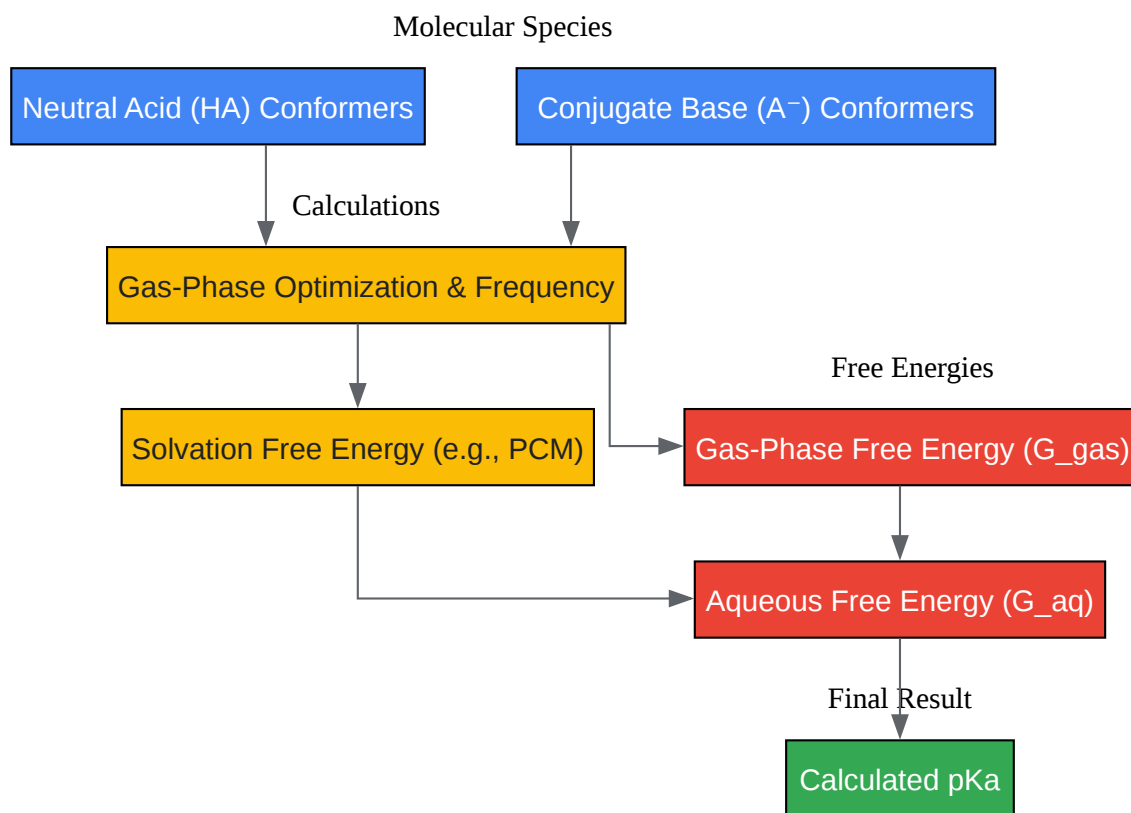 Molecular Species
Neutral Acid (HA) Conformers
Conjugate Base (A⁻) Conformers
Calculations
Gas-Phase Optimization & Frequency
Free Energies
Solvation Free Energy (e.g., PCM)
Gas-Phase Free Energy (G_gas)
Aqueous Free Energy (G_aq)
Final Result
Calculated pKa